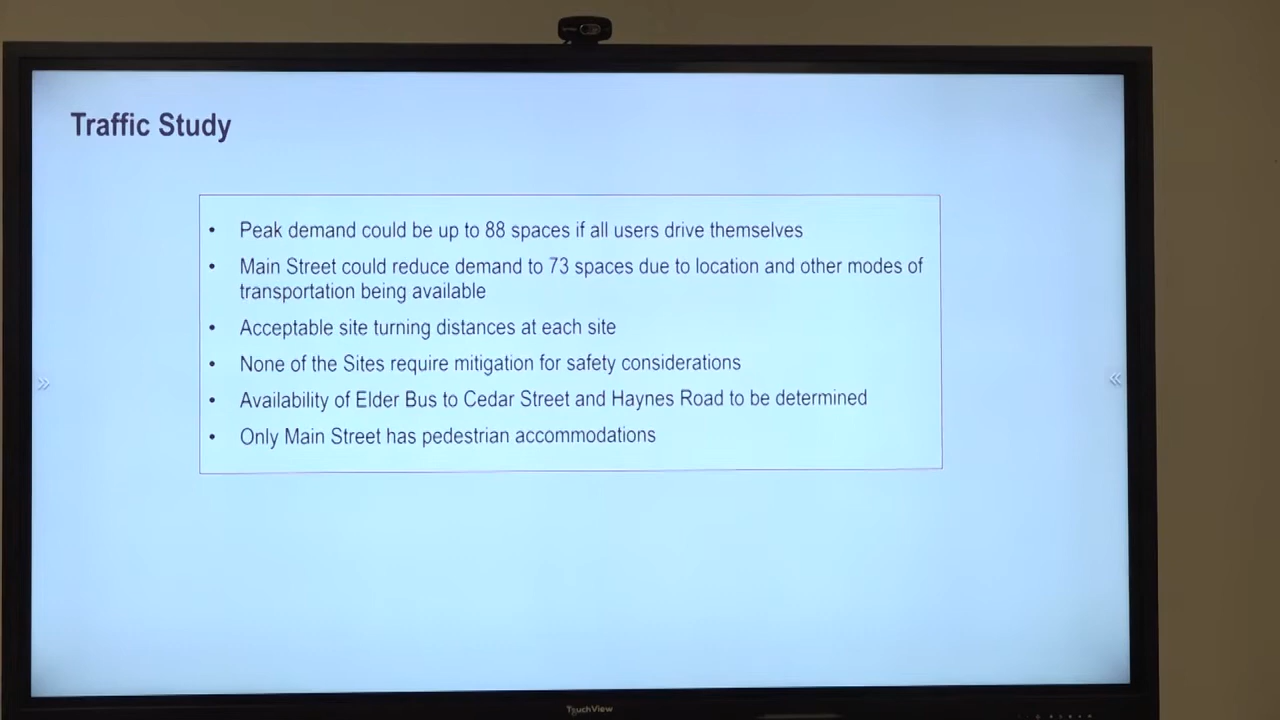 Traffic Study
• Peak demand could be up to 88 spaces if all users drive themselves
• Main Street could reduce demand to 73 spaces due to location and other modes of
transportation being available
• Acceptable site turning distances at each site
• None of the Sites require mitigation for safety considerations
• Availability of Elder Bus to Cedar Street and Haynes Road to be determined
• Only Main Street has pedestrian accommodations
TouchView